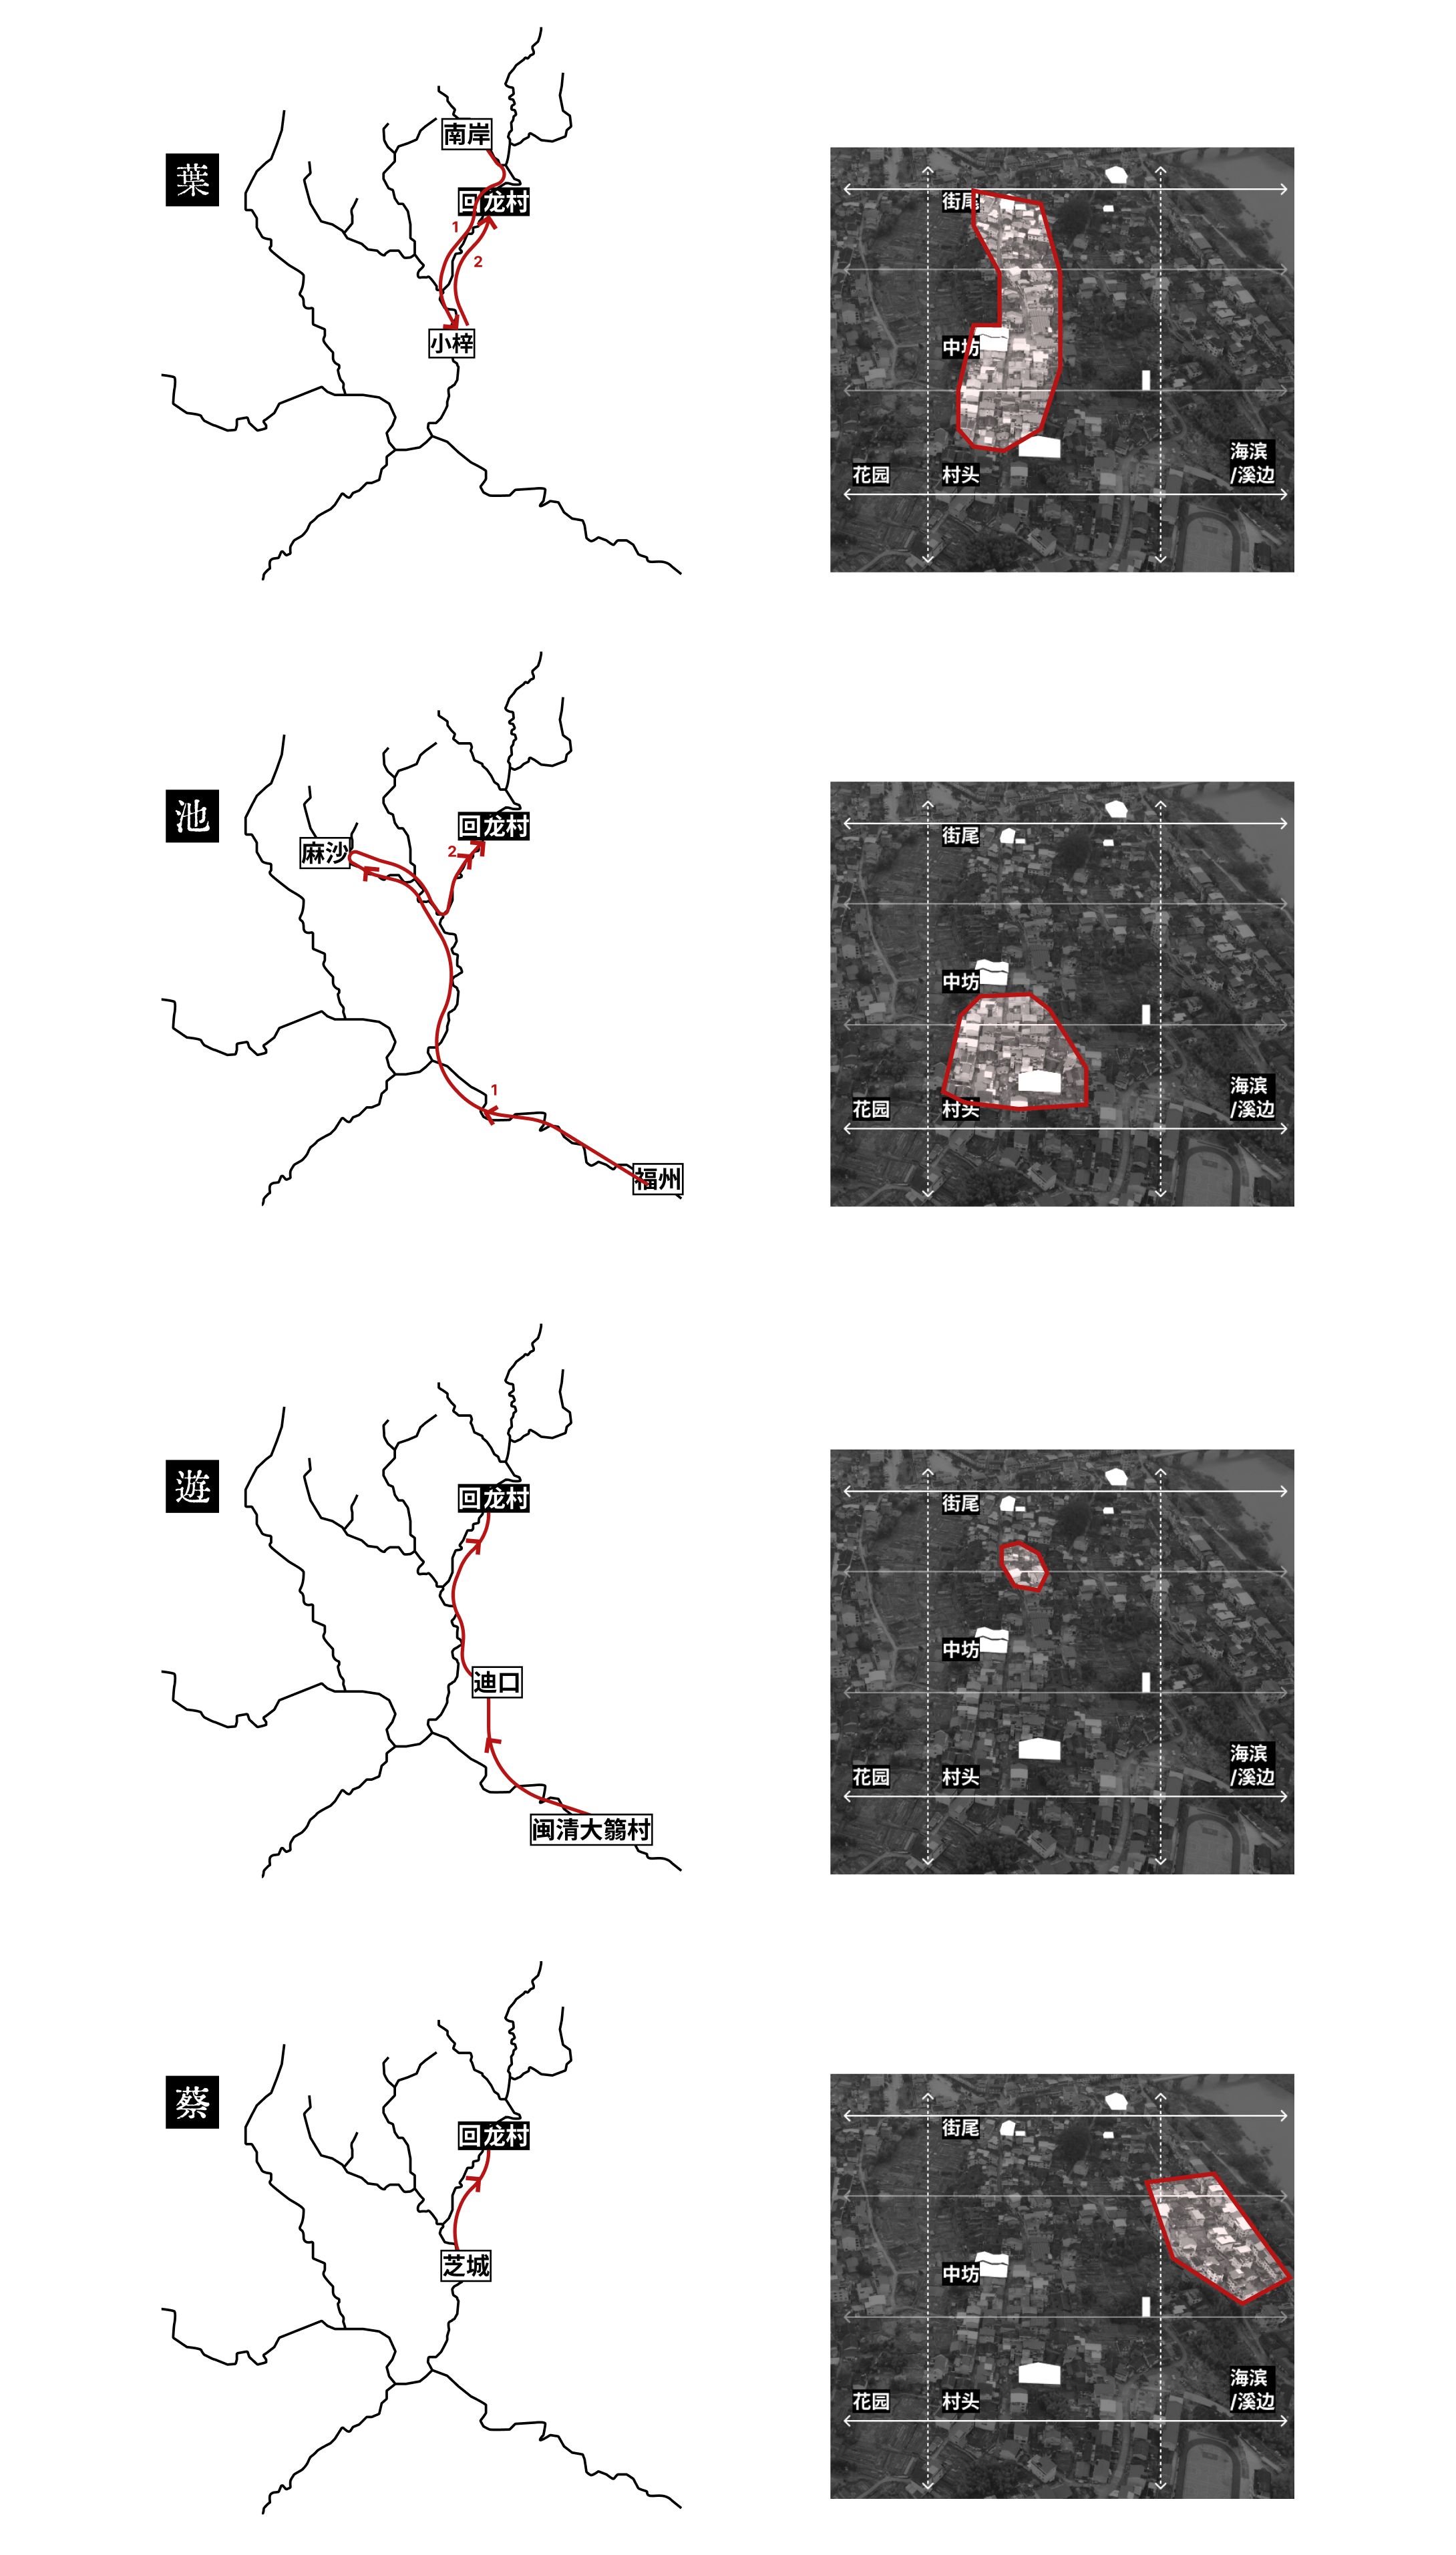 葉
南岸
回龙村
1
2
小梓
街尾
中坊
花园
村头
海滨
/溪边
池
麻沙
回龙村
2
1
福州
街尾
中坊
花园
村头
海滨
/溪边
遊
回龙村
迪口
闽清大箬村
街尾
中坊
花园
村头
海滨
/溪边
蔡
回龙村
芝城
街尾
中坊
花园
村头
海滨
/溪边